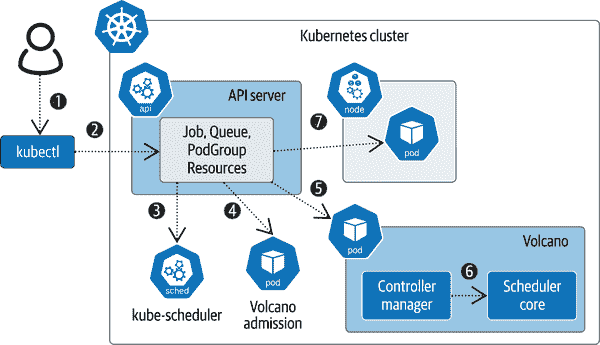 Kubernetes cluster
API server
api
node
1
2
7
kubectl
Job, Queue,
PodGroup
Resources
pod
3
4
5
pod
Volcano
sched
pod
6
Controller
manager
Scheduler
core
kube-scheduler
Volcano
admission